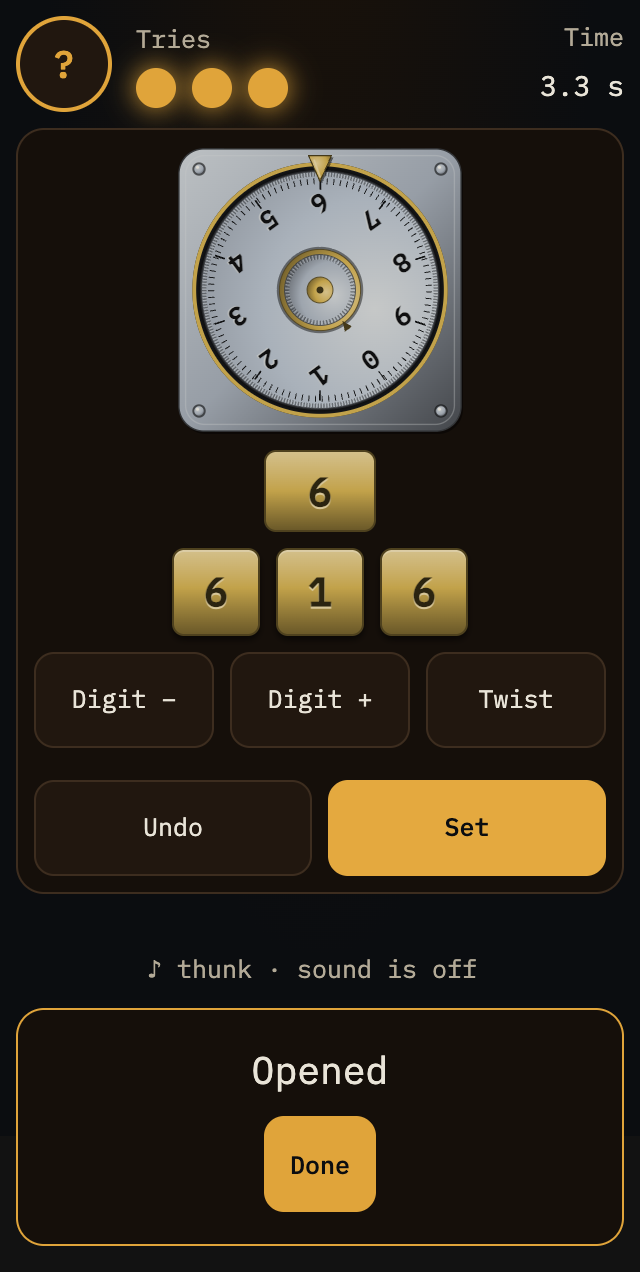 ?
Tries
Time
3.3 s
6
7
8
9
0
1
2
3
4
5
6
6 1 6
Digit −
Digit +
Twist
Undo
Set
♪ thunk · sound is off
Opened
Done